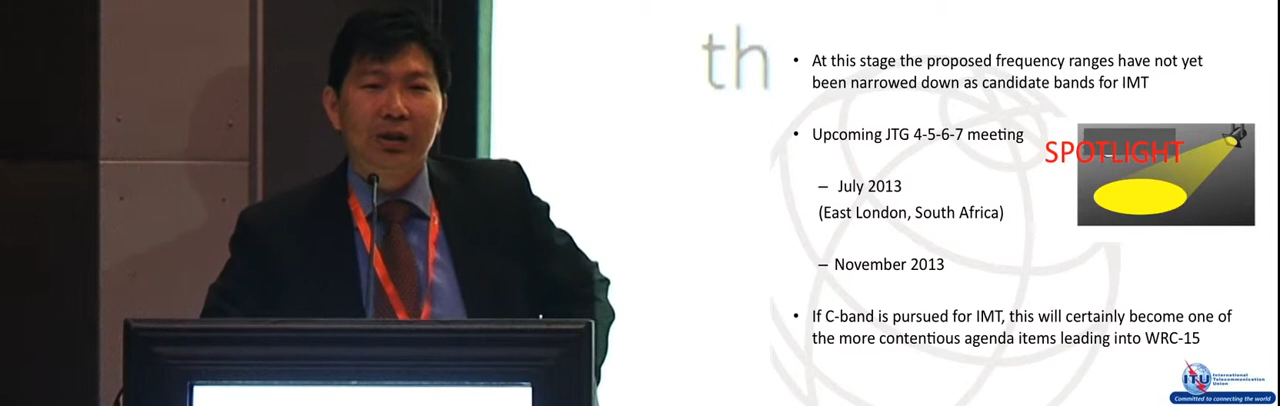 th
• At this stage the proposed frequency ranges have not yet
been narrowed down as candidate bands for IMT
• Upcoming JTG 4-5-6-7 meeting
SPOTLIGHT
– July 2013
(East London, South Africa)
– November 2013
• If C-band is pursued for IMT, this will certainly become one of
the more contentious agenda items leading into WRC-15
ITU
International
Telecommunication
Union
Committed to connecting the world